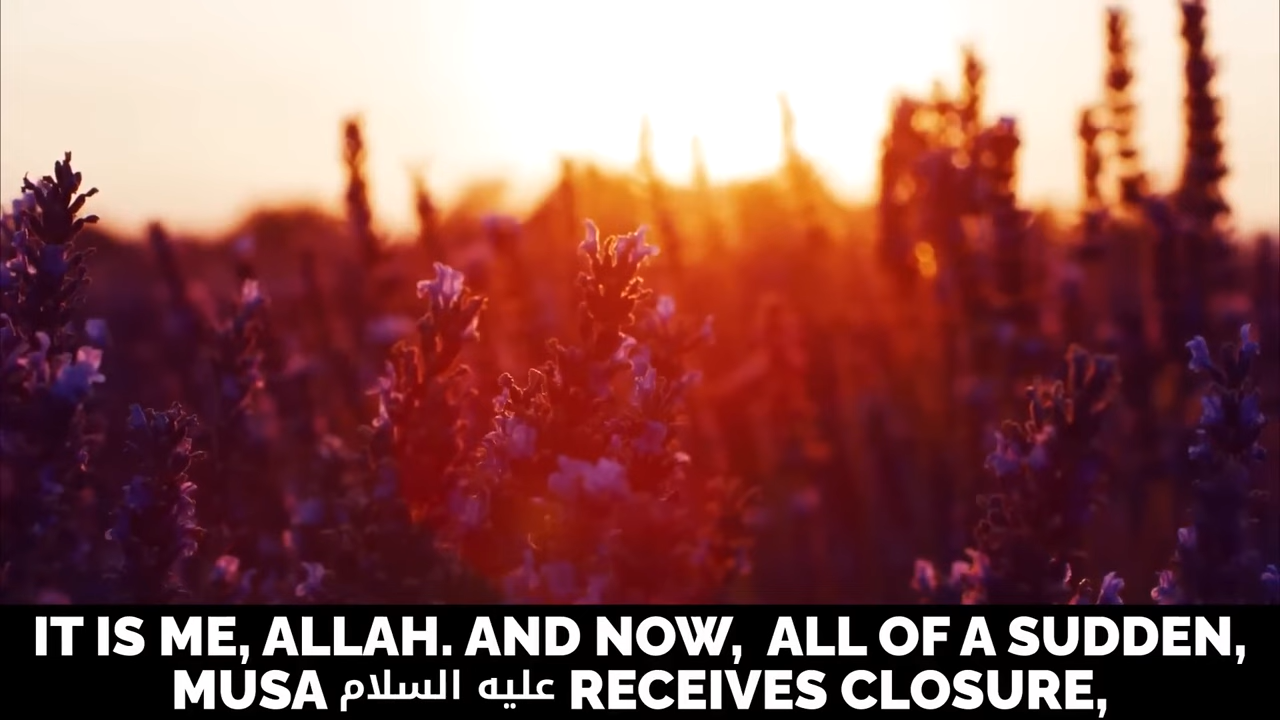 IT IS ME, ALLAH. AND NOW, ALL OF A SUDDEN,
MUSA عليه السلام RECEIVES CLOSURE,